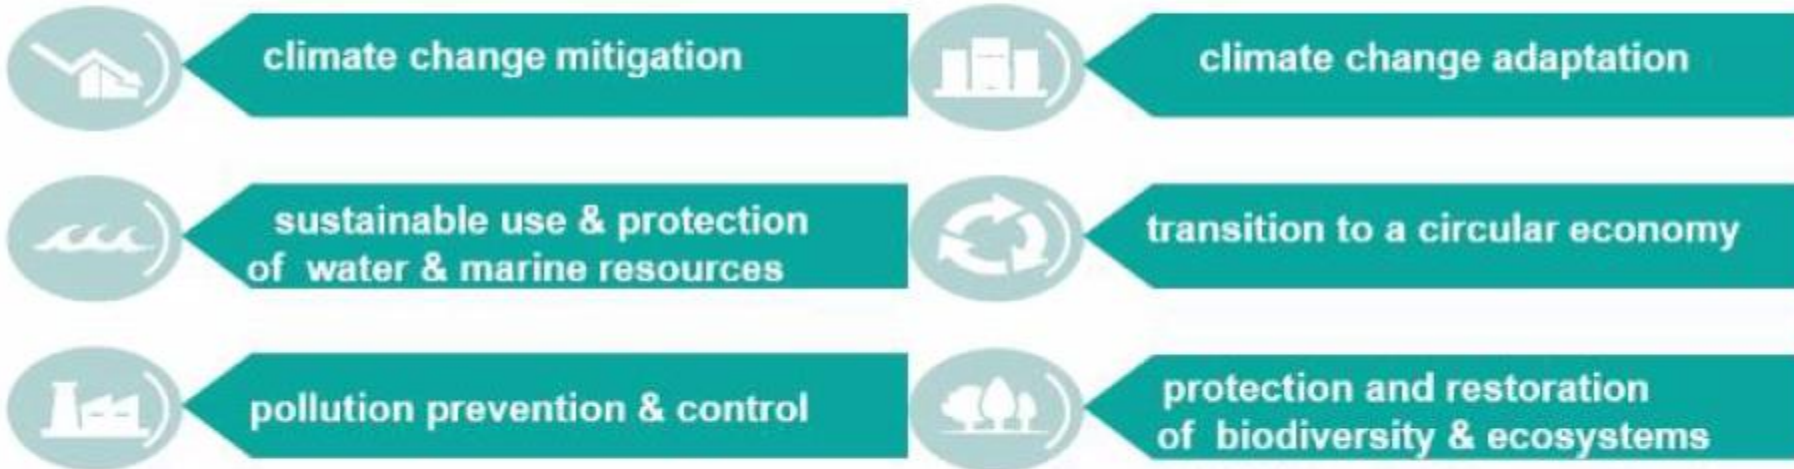 climate change mitigation
climate change adaptation
sustainable use & protection
of water & marine resources
transition to a circular economy
pollution prevention & control
protection and restoration
of biodiversity & ecosystems